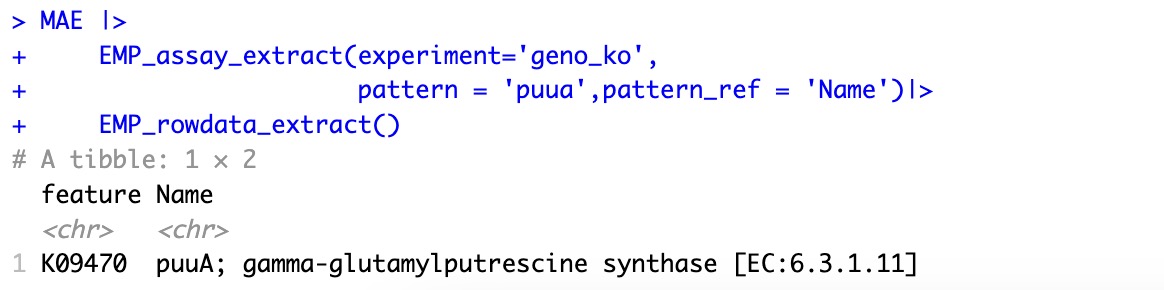 > MAE |>
+     EMP_assay_extract(experiment='geno_ko',
+                       pattern = 'puua',pattern_ref = 'Name')|>
+     EMP_rowdata_extract()
# A tibble: 1 × 2
  feature Name
  <chr>   <chr>
1 K09470  puuA; gamma-glutamylputrescine synthase [EC:6.3.1.11]